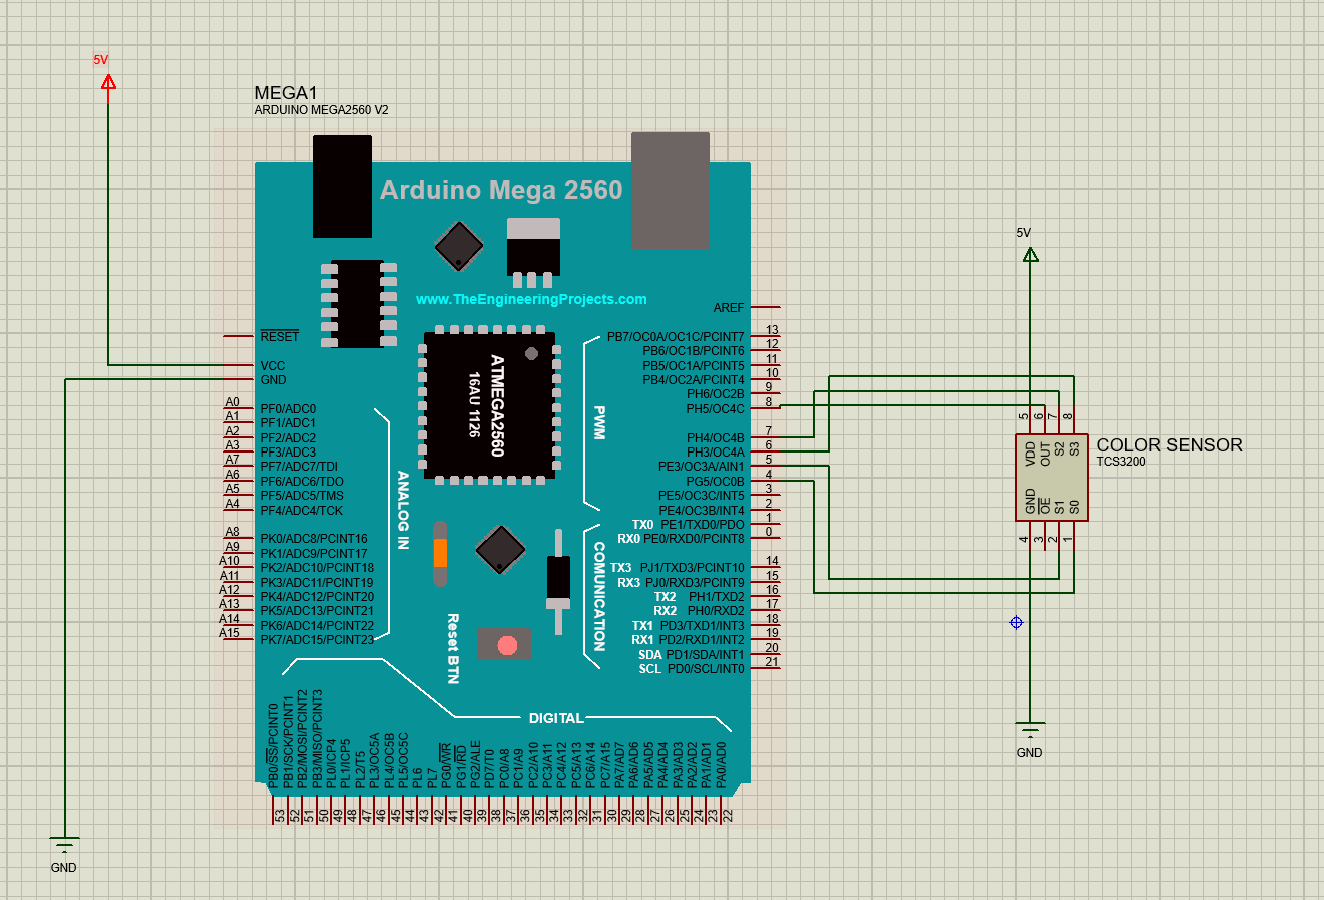 5V
MEGA1
ARDUINO MEGA2560 V2
Arduino Mega 2560
www.TheEngineeringProjects.com
ATMEGA2560
16AU 1126
RESET
VCC
GND
A0 PF0/ADC0
A1 PF1/ADC1
A2 PF2/ADC2
A3 PF3/ADC3
A7 PF7/ADC7/TDI
A6 PF6/ADC6/TDO
A5 PF5/ADC5/TMS
A4 PF4/ADC4/TCK
A8 PK0/ADC8/PCINT16
A9 PK1/ADC9/PCINT17
A10 PK2/ADC10/PCINT18
A11 PK3/ADC11/PCINT19
A12 PK4/ADC12/PCINT20
A13 PK5/ADC13/PCINT21
A14 PK6/ADC14/PCINT22
A15 PK7/ADC15/PCINT23
ANALOG IN
Reset BTN
AREF
PB7/OC0A/OC1C/PCINT7 13
PB6/OC1B/PCINT6 12
PB5/OC1A/PCINT5 11
PB4/OC2A/PCINT4 10
PH6/OC2B 9
PH5/OC4C 8
PH4/OC4B 7
PH3/OC4A 6
PE3/OC3A/AIN1 5
PG5/OC0B 4
PE5/OC3C/INT5 3
PE4/OC3B/INT4 2
TX0 PE1/TXD0/PDO 1
RX0 PE0/RXD0/PCINT8 0
TX3 PJ1/TXD3/PCINT10 14
RX3 PJ0/RXD3/PCINT9 15
TX2 PH1/TXD2 16
RX2 PH0/RXD2 17
TX1 PD3/TXD1/INT3 18
RX1 PD2/RXD1/INT2 19
SDA PD1/SDA/INT1 20
SCL PD0/SCL/INT0 21
PWM
COMUNICATION
DIGITAL
PB0/SS/PCINT0 53
PB1/SCK/PCINT1 52
PB2/MOSI/PCINT2 51
PB3/MISO/PCINT3 50
PL0/ICP4 49
PL1/ICP5 48
PL2/T5 47
PL3/OC5A 46
PL4/OC5B 45
PL5/OC5C 44
PL6 43
PL7 42
PG0/WR 41
PG1/RD 40
PG2/ALE 39
PD7/T0 38
PC0/A8 37
PC1/A9 36
PC2/A10 35
PC3/A11 34
PC4/A12 33
PC5/A13 32
PC6/A14 31
PC7/A15 30
PA7/AD7 29
PA6/AD6 28
PA5/AD5 27
PA4/AD4 26
PA3/AD3 25
PA2/AD2 24
PA1/AD1 23
PA0/AD0 22
GND
5V
5 6 7 8
VDD OUT S2 S3
GND OE S1 S0
4 3 2 1
COLOR SENSOR
TCS3200
GND